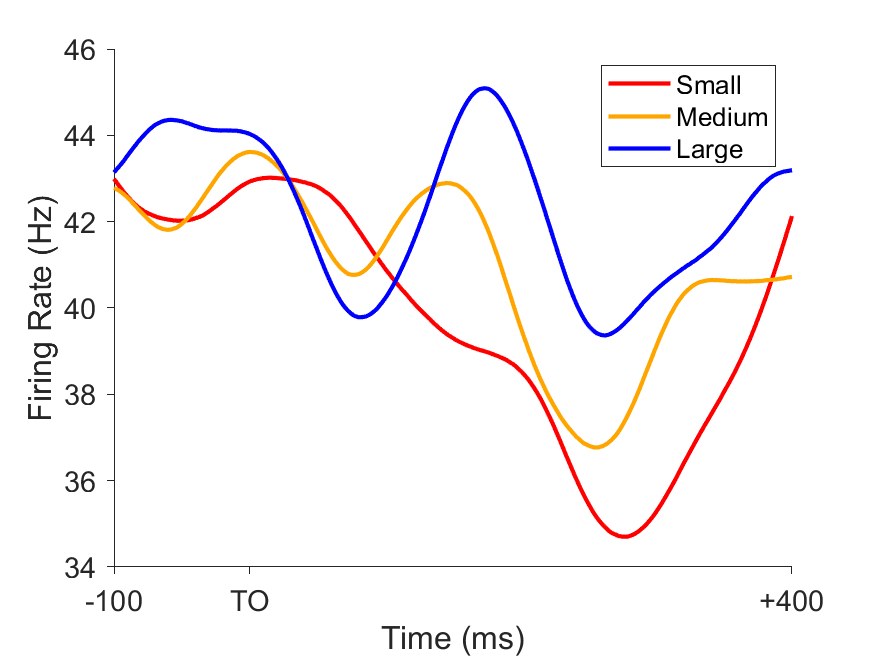 46
44
42
40
38
36
34
Firing Rate (Hz)
Small
Medium
Large
-100
TO
+400
Time (ms)